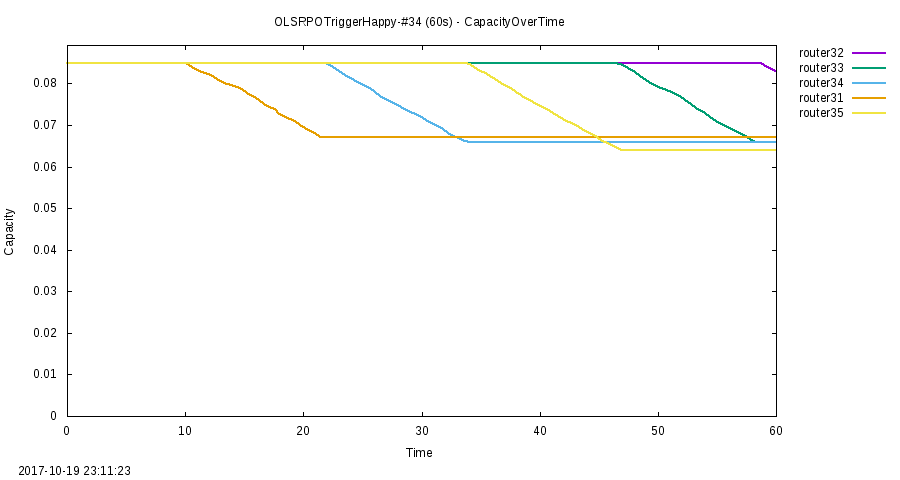 OLSRPOTriggerHappy-#34 (60s) - CapacityOverTime
router32
router33
router34
router31
router35
0.08
0.07
0.06
0.05
0.04
0.03
0.02
0.01
0
Capacity
0 10 20 30 40 50 60
Time
2017-10-19 23:11:23